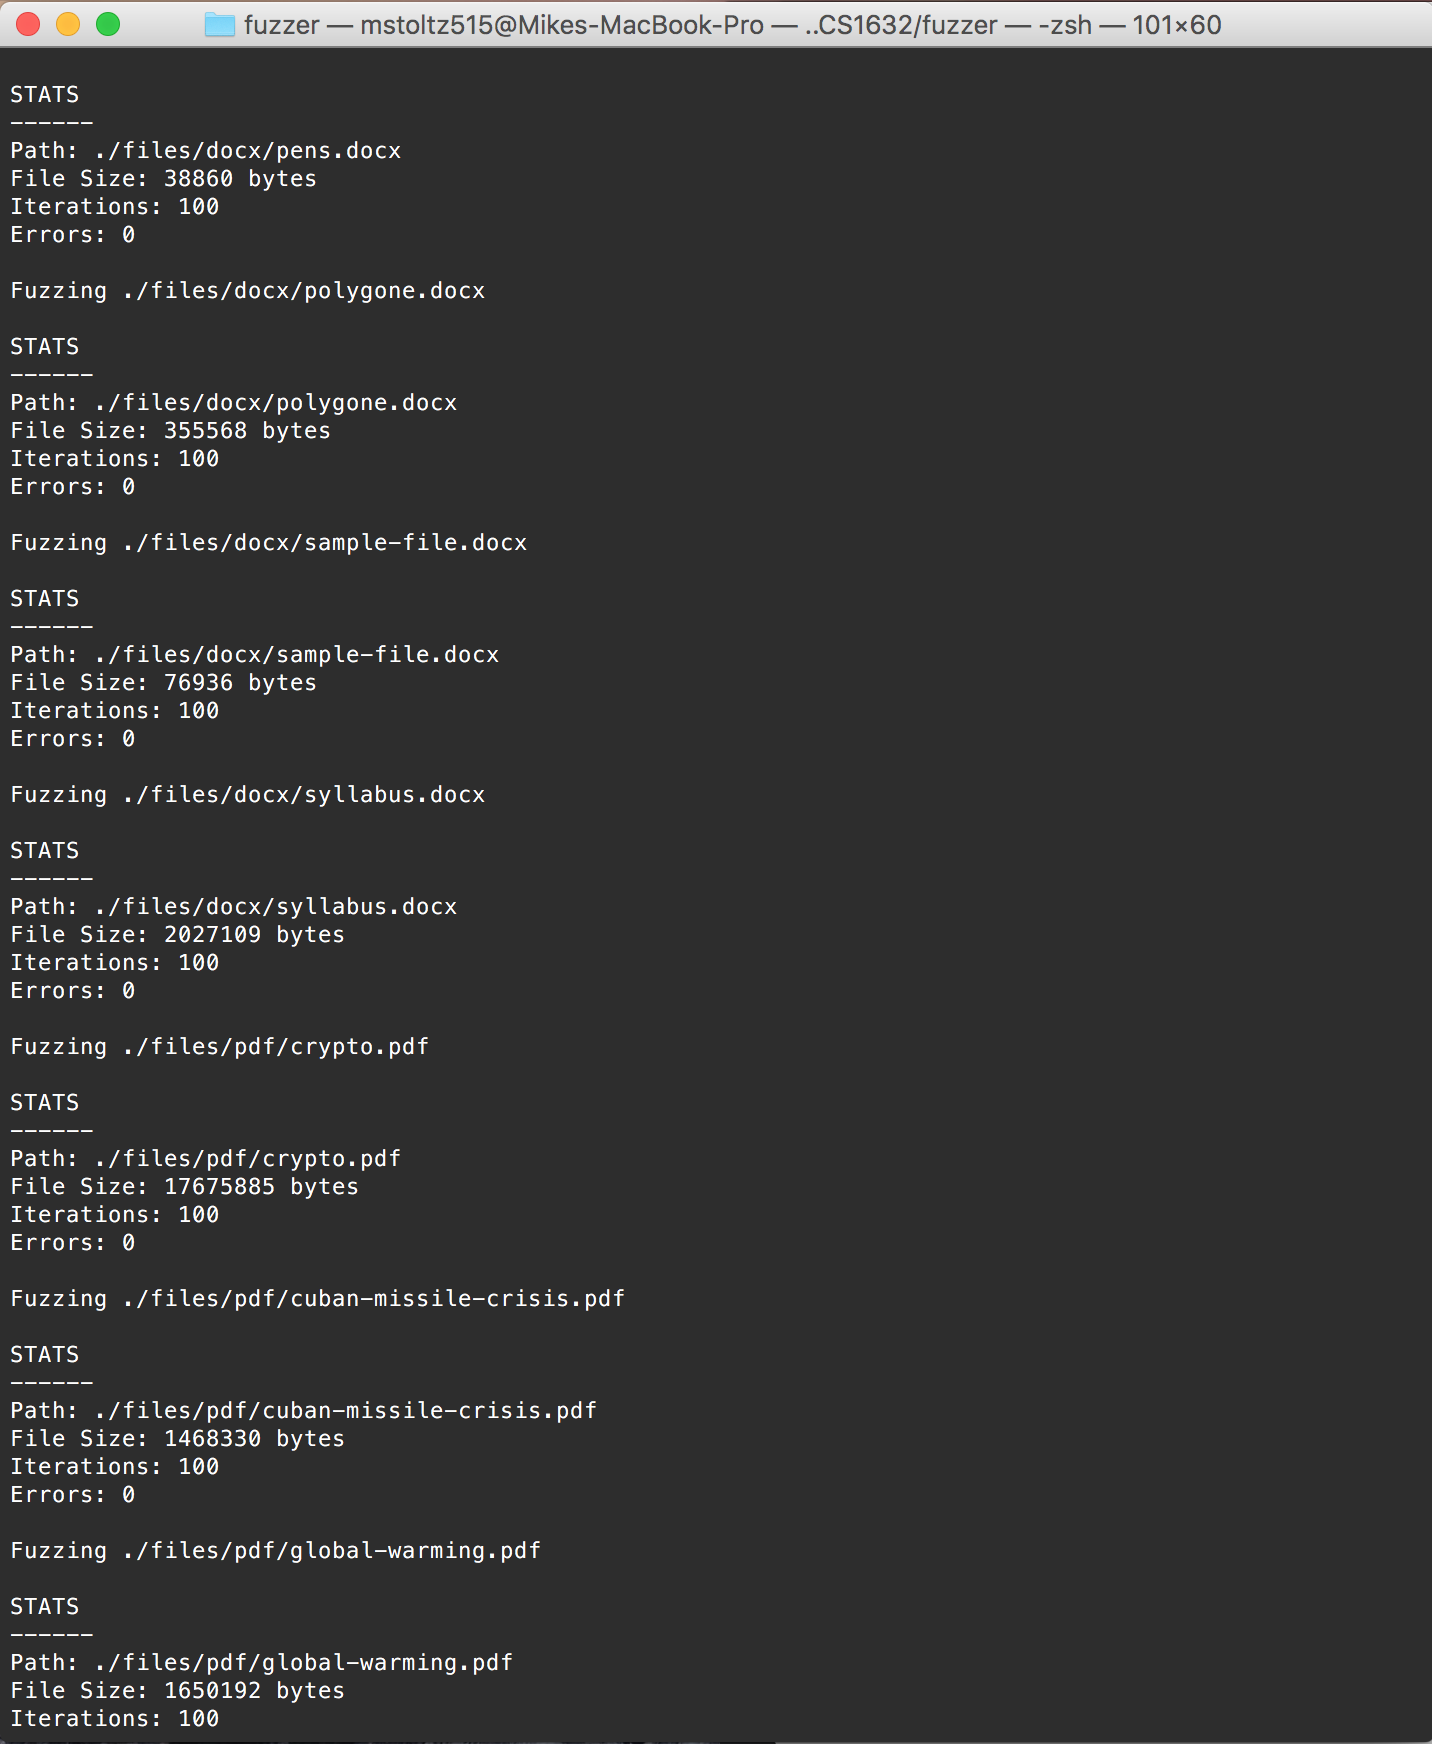 fuzzer — mstoltz515@Mikes-MacBook-Pro — ..CS1632/fuzzer — -zsh — 101×60
STATS
------
Path: ./files/docx/pens.docx
File Size: 38860 bytes
Iterations: 100
Errors: 0
Fuzzing ./files/docx/polygone.docx
STATS
------
Path: ./files/docx/polygone.docx
File Size: 355568 bytes
Iterations: 100
Errors: 0
Fuzzing ./files/docx/sample-file.docx
STATS
------
Path: ./files/docx/sample-file.docx
File Size: 76936 bytes
Iterations: 100
Errors: 0
Fuzzing ./files/docx/syllabus.docx
STATS
------
Path: ./files/docx/syllabus.docx
File Size: 2027109 bytes
Iterations: 100
Errors: 0
Fuzzing ./files/pdf/crypto.pdf
STATS
------
Path: ./files/pdf/crypto.pdf
File Size: 17675885 bytes
Iterations: 100
Errors: 0
Fuzzing ./files/pdf/cuban-missile-crisis.pdf
STATS
------
Path: ./files/pdf/cuban-missile-crisis.pdf
File Size: 1468330 bytes
Iterations: 100
Errors: 0
Fuzzing ./files/pdf/global-warming.pdf
STATS
------
Path: ./files/pdf/global-warming.pdf
File Size: 1650192 bytes
Iterations: 100